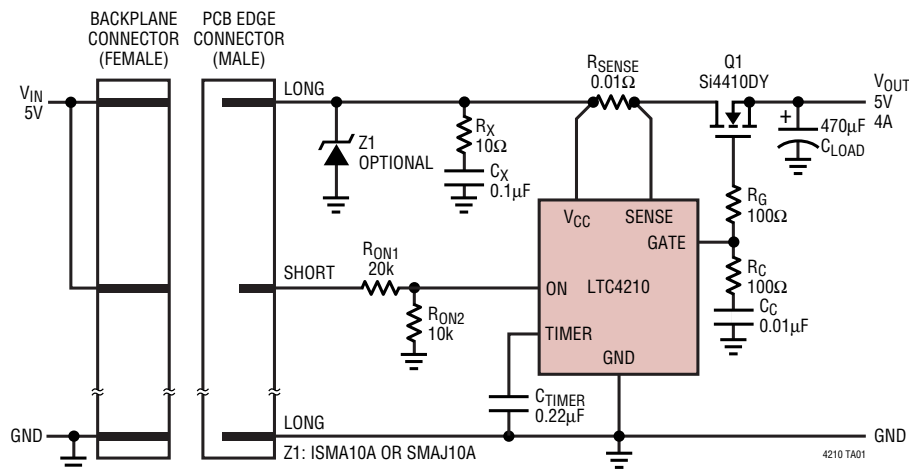 BACKPLANE
CONNECTOR
(FEMALE)
PCB EDGE
CONNECTOR
(MALE)
VIN
5V
LONG
Z1
OPTIONAL
RX
10Ω
CX
0.1µF
RSENSE
0.01Ω
Q1
Si4410DY
VOUT
5V
4A
+
470µF
CLOAD
VCC
SENSE
GATE
RG
100Ω
RC
100Ω
CC
0.01µF
SHORT
RON1
20k
RON2
10k
ON
LTC4210
TIMER
GND
CTIMER
0.22µF
GND
LONG
Z1: ISMA10A OR SMAJ10A
GND
4210 TA01